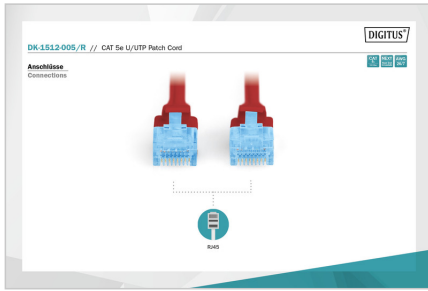 DIGITUS®
DK-1512-005/R // CAT 5e U/UTP Patch Cord
Anschlüsse
Connections
RJ45